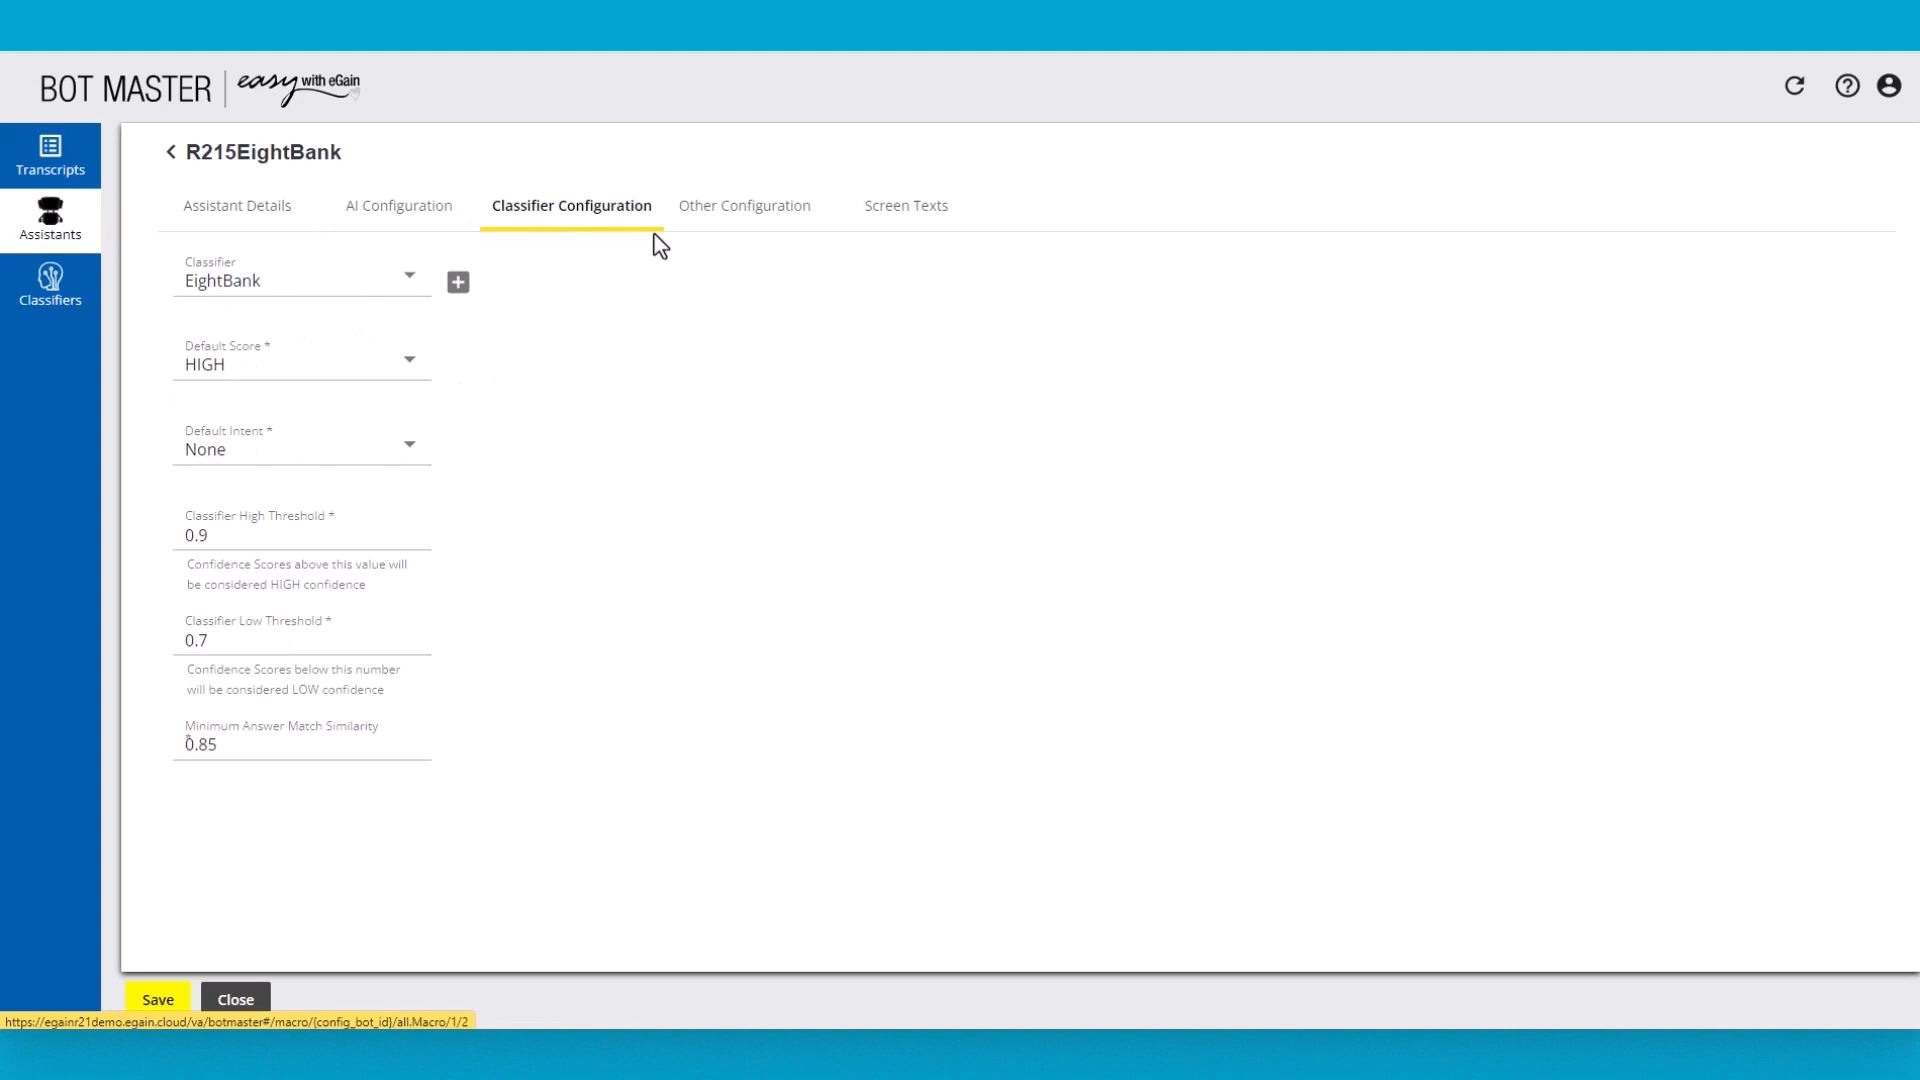 BOT MASTER
easy with eGain
Transcripts
Assistants
Classifiers
R215EightBank
Assistant Details
AI Configuration
Classifier Configuration
Other Configuration
Screen Texts
Classifier
EightBank
Default Score *
HIGH
Default Intent *
None
Classifier High Threshold *
0.9
Confidence Scores above this value will
be considered HIGH confidence
Classifier Low Threshold *
0.7
Confidence Scores below this number
will be considered LOW confidence
Minimum Answer Match Similarity
*
0.85
Save
Close
https://egainr21demo.egain.cloud/va/botmaster#/macro/{config_bot_id}/all.Macro/1/2